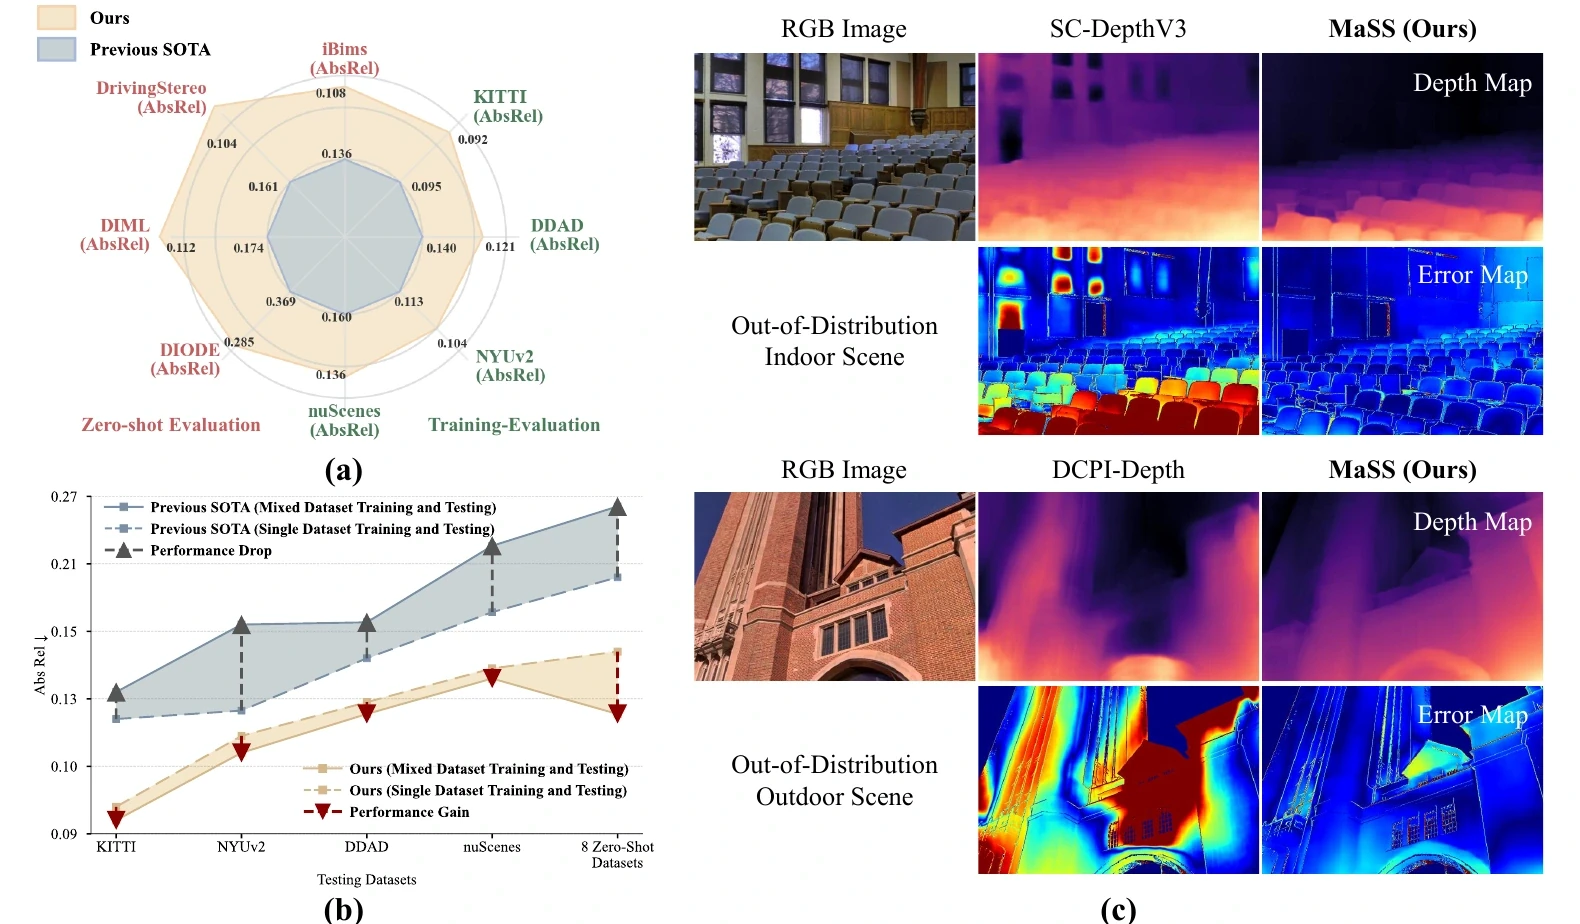 Ours
Previous SOTA
iBims
(AbsRel)
0.108
DrivingStereo
(AbsRel)
0.104
KITTI
(AbsRel)
0.092
0.136
0.161
0.095
DIML
(AbsRel)
0.112
0.174
0.140
0.121
DDAD
(AbsRel)
0.369
0.160
0.113
0.285
DIODE
(AbsRel)
0.136
0.104
NYUv2
(AbsRel)
nuScenes
(AbsRel)
Zero-shot Evaluation
Training-Evaluation
(a)
0.27
0.21
0.15
0.13
0.10
0.09
Abs Rel ↓
Previous SOTA (Mixed Dataset Training and Testing)
Previous SOTA (Single Dataset Training and Testing)
Performance Drop
Ours (Mixed Dataset Training and Testing)
Ours (Single Dataset Training and Testing)
Performance Gain
KITTI
NYUv2
DDAD
nuScenes
8 Zero-Shot
Datasets
Testing Datasets
(b)
RGB Image
SC-DepthV3
MaSS (Ours)
Depth Map
Error Map
Out-of-Distribution
Indoor Scene
RGB Image
DCPI-Depth
MaSS (Ours)
Depth Map
Error Map
Out-of-Distribution
Outdoor Scene
(c)